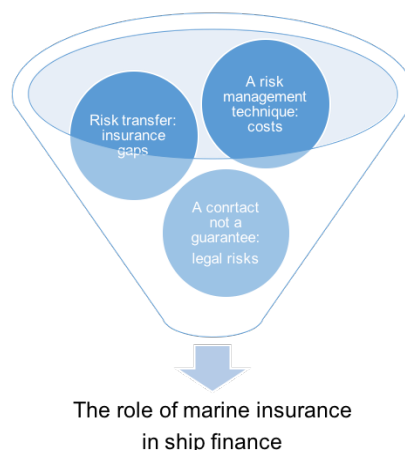 Risk transfer:
insurance
gaps
A risk
management
technique:
costs
A conrtact
not a
guarantee:
legal risks
The role of marine insurance
in ship finance